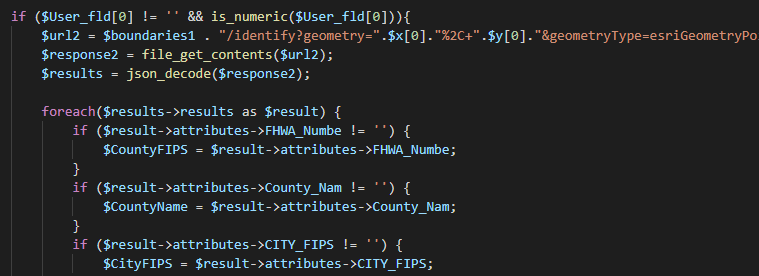 if ($User_fld[0] != '' && is_numeric($User_fld[0])){
$url2 = $boundaries1 . "/identify?geometry=".$x[0]."%2C+".$y[0]."&geometryType=esriGeometryPo
$response2 = file_get_contents($url2);
$results = json_decode($response2);
foreach($results->results as $result) {
if ($result->attributes->FHWA_Numbe != '') {
$CountyFIPS = $result->attributes->FHWA_Numbe;
}
if ($result->attributes->County_Nam != '') {
$CountyName = $result->attributes->County_Nam;
}
if ($result->attributes->CITY_FIPS != '') {
$CityFIPS = $result->attributes->CITY_FIPS;